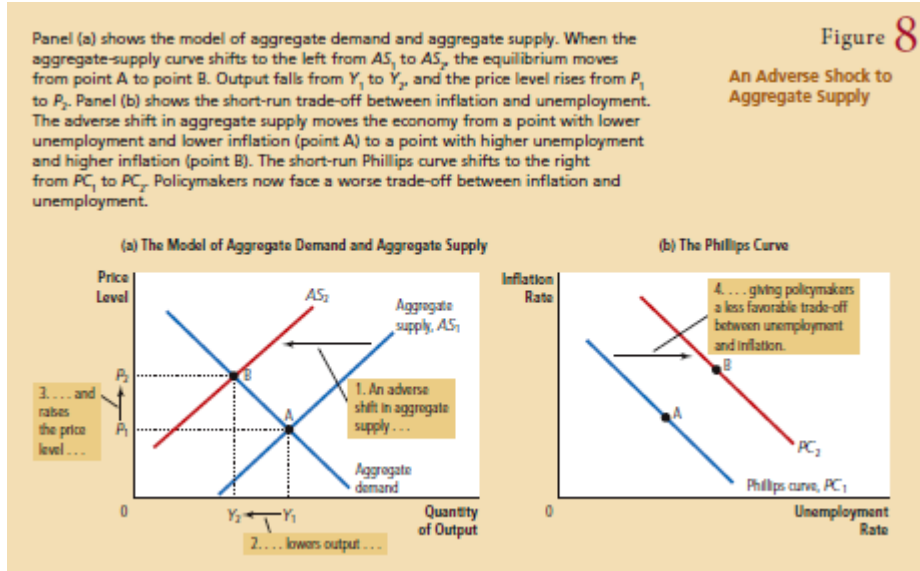 Panel (a) shows the model of aggregate demand and aggregate supply. When the
aggregate-supply curve shifts to the left from AS₁ to AS₂, the equilibrium moves
from point A to point B. Output falls from Y₁ to Y₂, and the price level rises from P₁
to P₂. Panel (b) shows the short-run trade-off between inflation and unemployment.
The adverse shift in aggregate supply moves the economy from a point with lower
unemployment and lower inflation (point A) to a point with higher unemployment
and higher inflation (point B). The short-run Phillips curve shifts to the right
from PC₁ to PC₂. Policymakers now face a worse trade-off between inflation and
unemployment.
Figure 8
An Adverse Shock to
Aggregate Supply
(a) The Model of Aggregate Demand and Aggregate Supply
Price
Level
AS₂
Aggregate
supply, AS₁
P₂
B
3. . . . and
raises
the price
level . . .
P₁
A
1. An adverse
shift in aggregate
supply . . .
Aggregate
demand
0
Y₂
Y₁
Quantity
of Output
2. . . . lowers output . . .
(b) The Phillips Curve
Inflation
Rate
4. . . . giving policymakers
a less favorable trade-off
between unemployment
and inflation.
B
A
PC₂
Phillips curve, PC₁
0
Unemployment
Rate